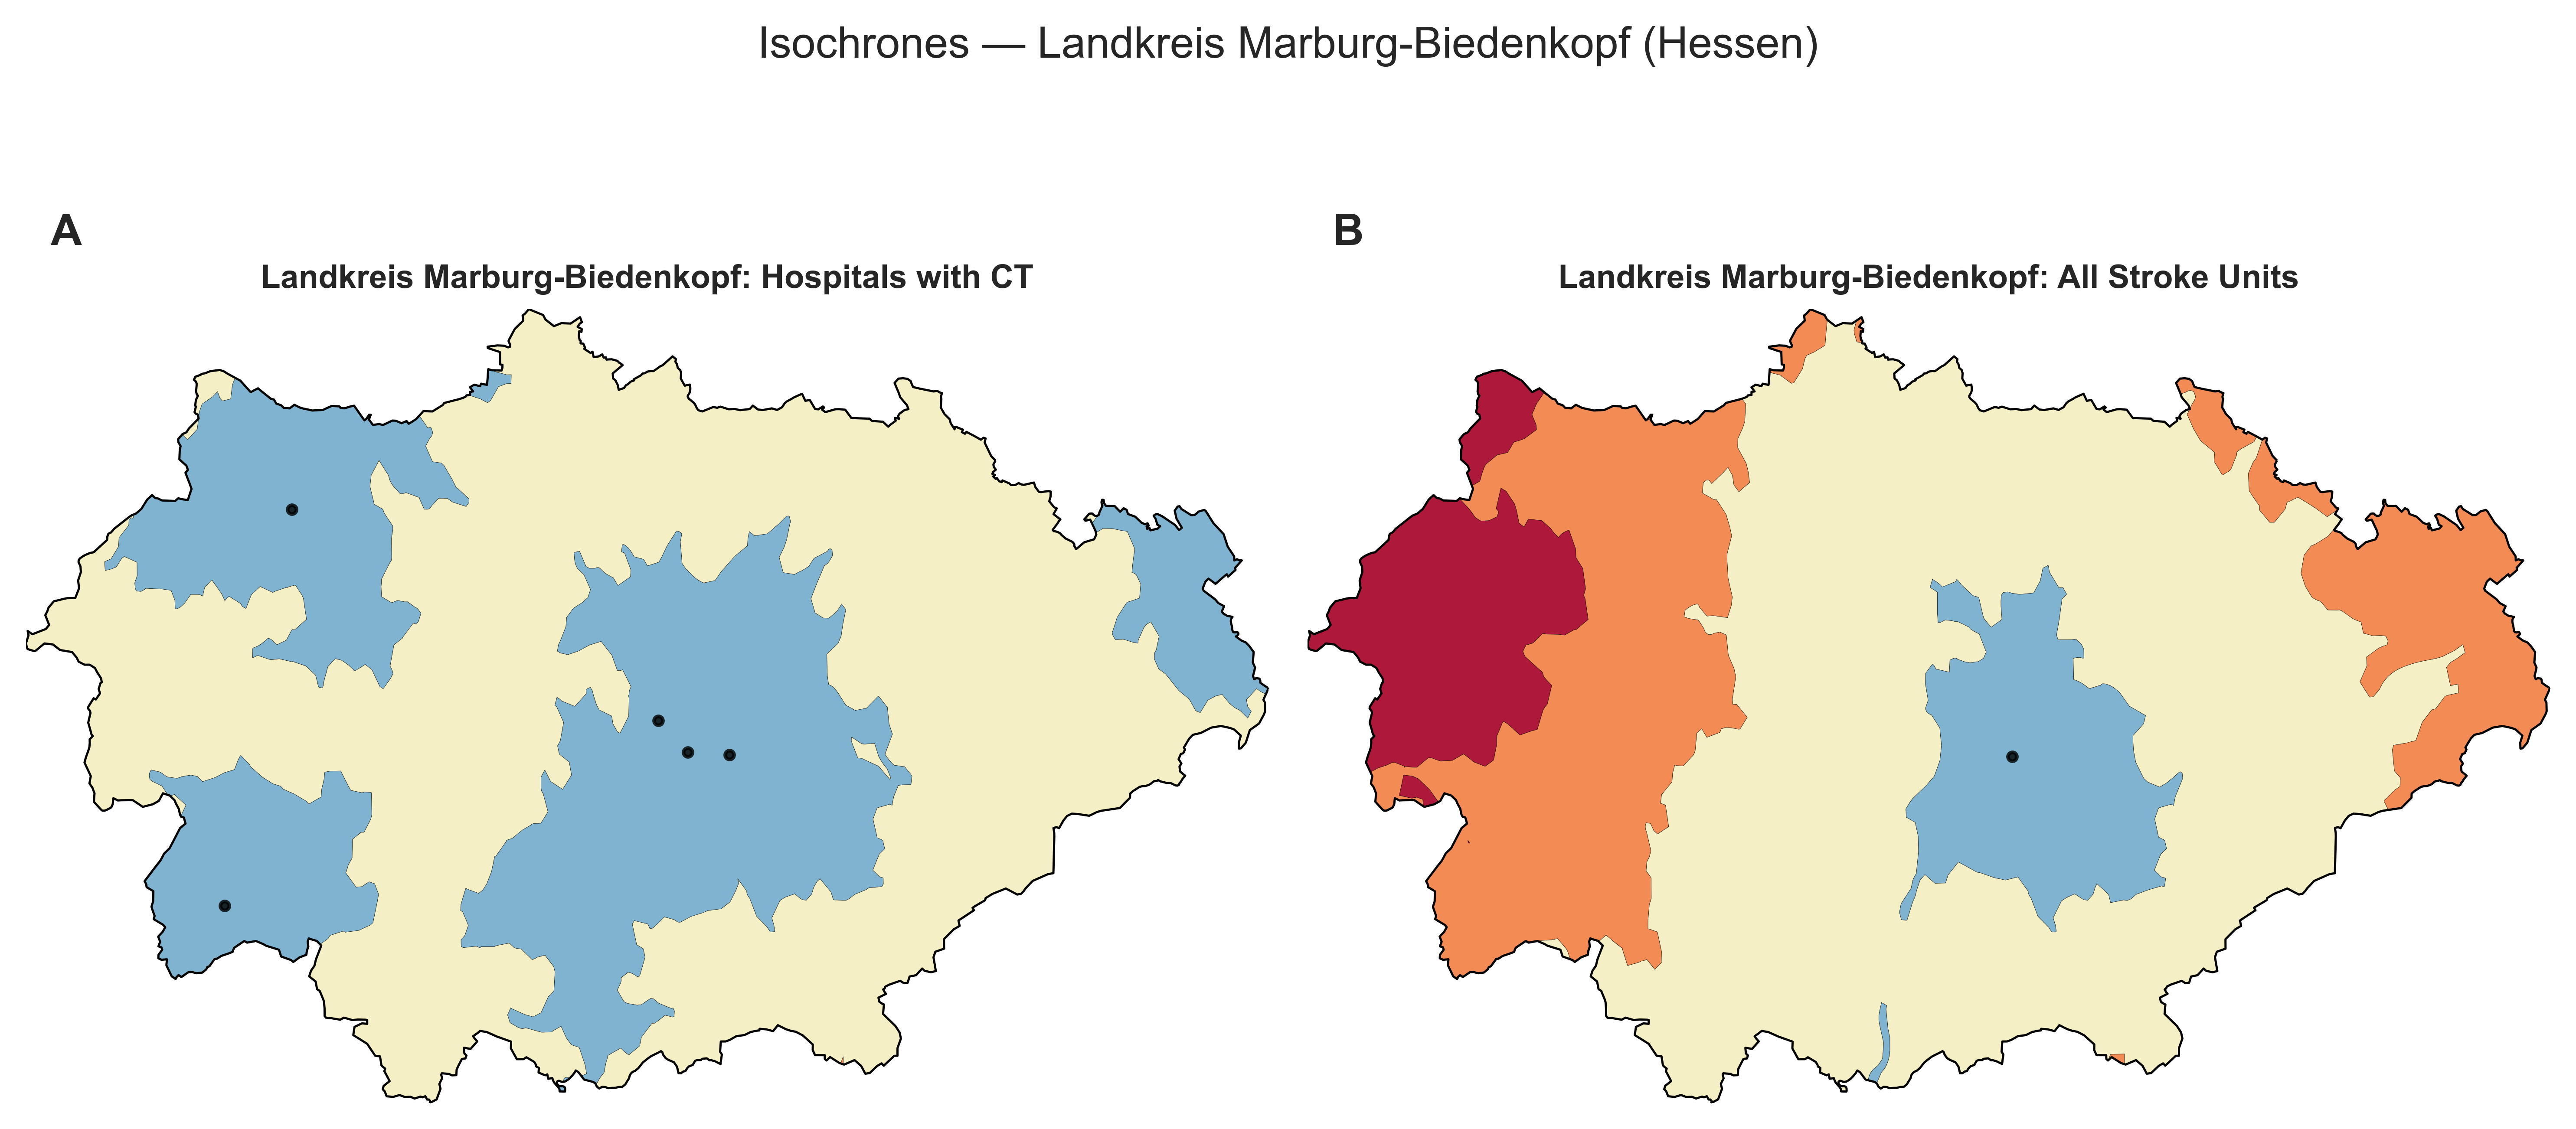 Isochrones — Landkreis Marburg-Biedenkopf (Hessen)
A
B
Landkreis Marburg-Biedenkopf: Hospitals with CT
Landkreis Marburg-Biedenkopf: All Stroke Units